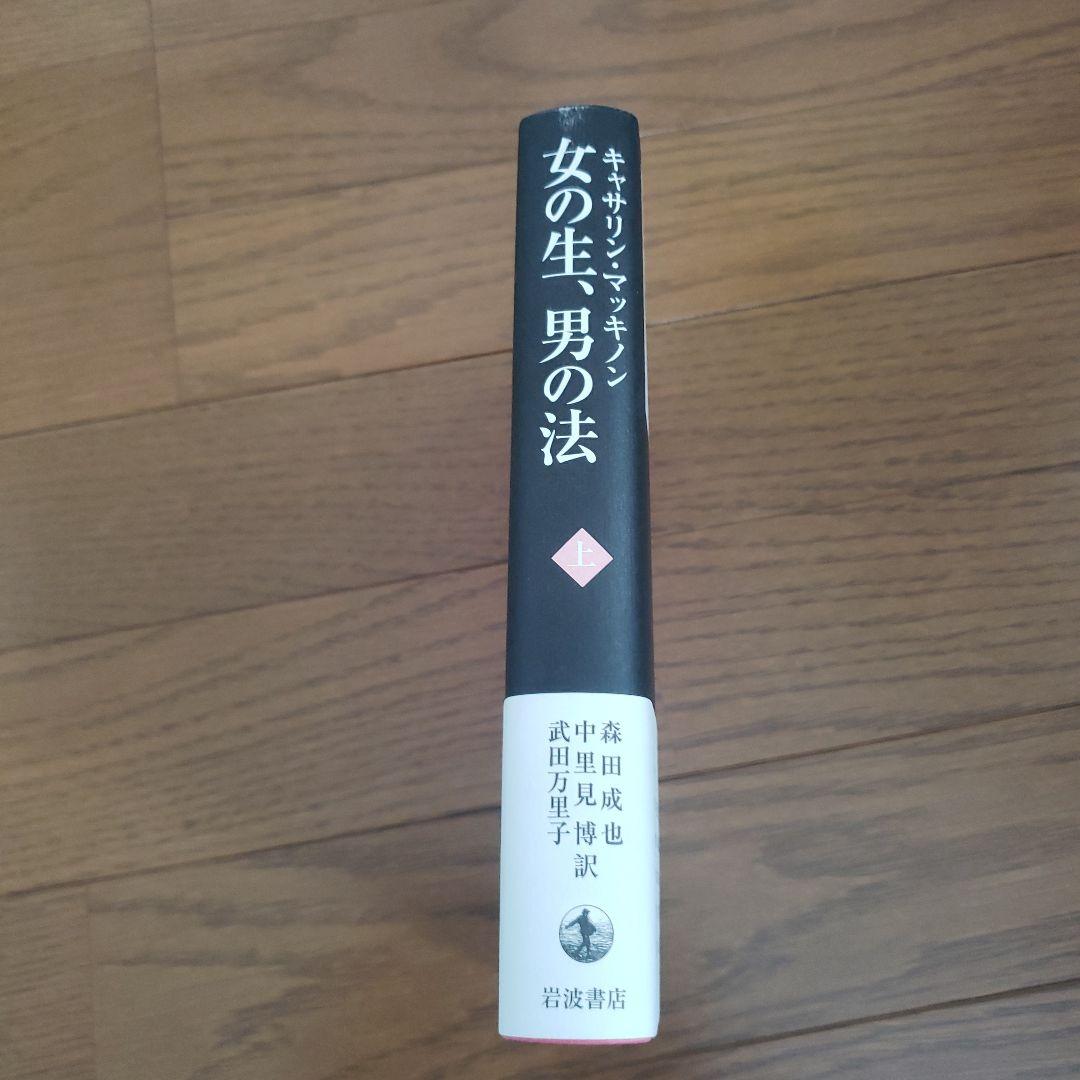 キャサリン・マッキノン
女の生、男の法
上
森田成也
中里見博訳
武田万里子
岩波書店